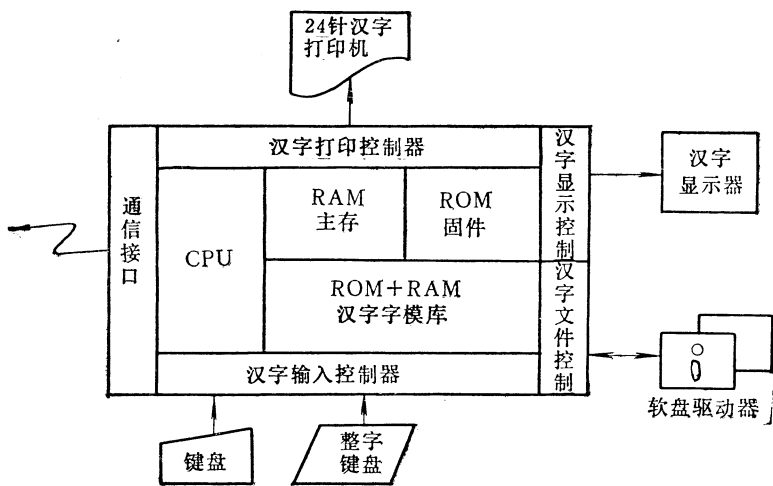 24针汉字
打印机
汉字打印控制器
汉字显示控制
汉字
显示器
通信接口
CPU
RAM
主存
ROM
固件
ROM+RAM
汉字字模库
汉字文件控制
汉字输入控制器
软盘驱动器
键盘
整字
键盘